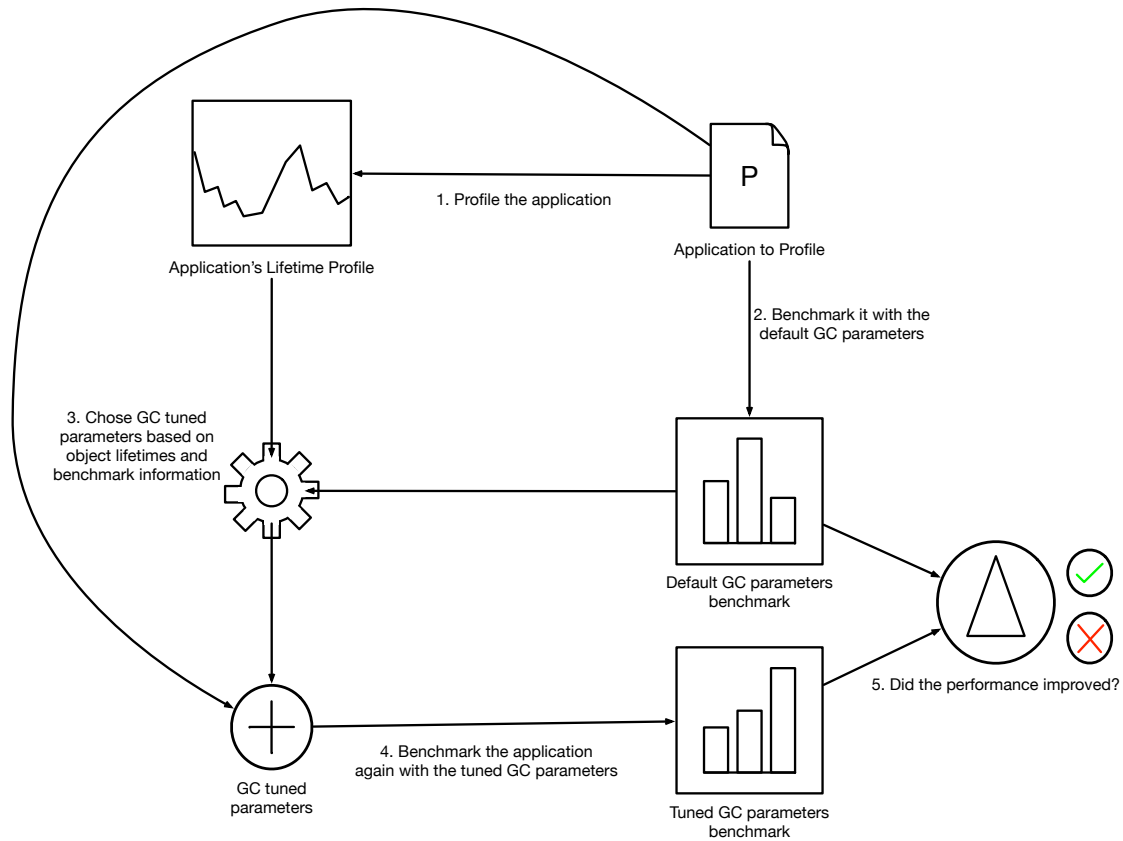 P
1. Profile the application
Application's Lifetime Profile
Application to Profile
2. Benchmark it with the
default GC parameters
3. Chose GC tuned
parameters based on
object lifetimes and
benchmark information
Default GC parameters
benchmark
5. Did the performance improved?
4. Benchmark the application
again with the tuned GC parameters
GC tuned
parameters
Tuned GC parameters
benchmark